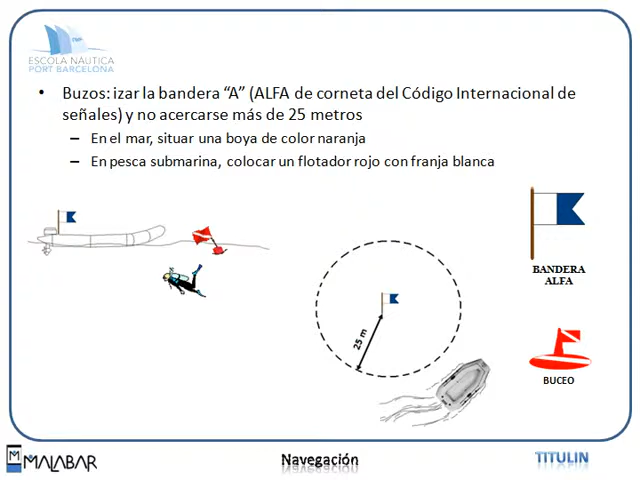 ESCOLA NÀUTICA
PORT BARCELONA
• Buzos: izar la bandera “A” (ALFA de corneta del Código Internacional de
señales) y no acercarse más de 25 metros
– En el mar, situar una boya de color naranja
– En pesca submarina, colocar un flotador rojo con franja blanca
BANDERA
ALFA
25 m
BUCEO
MALABAR
Navegación
TITULIN